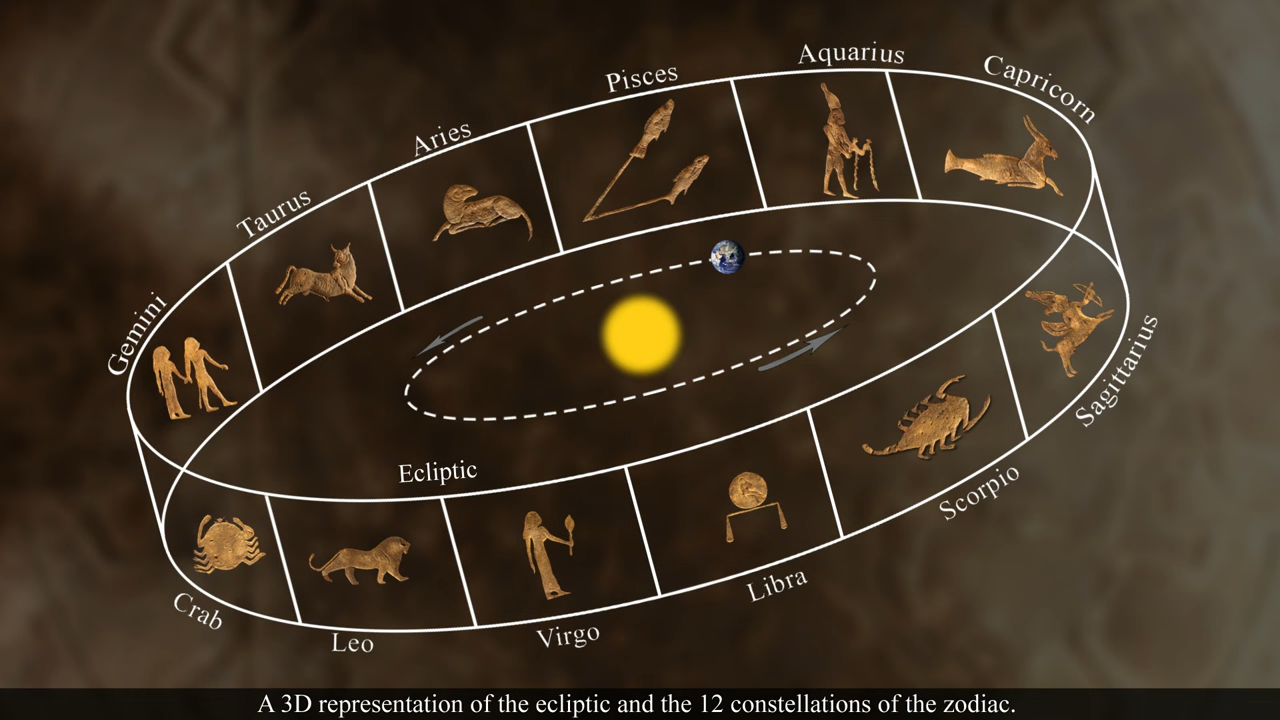 Aquarius
Capricorn
Pisces
Aries
Taurus
Gemini
Sagittarius
Ecliptic
Scorpio
Libra
Crab
Leo
Virgo
A 3D representation of the ecliptic and the 12 constellations of the zodiac.